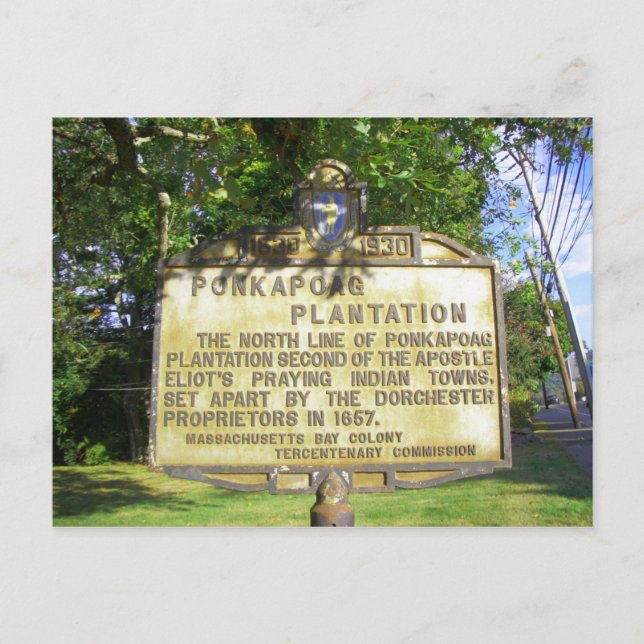 1630 1930
PONKAPOAG
PLANTATION
THE NORTH LINE OF PONKAPOAG
PLANTATION SECOND OF THE APOSTLE
ELIOT'S PRAYING INDIAN TOWNS,
SET APART BY THE DORCHESTER
PROPRIETORS IN 1657.
MASSACHUSETTS BAY COLONY
TERCENTENARY COMMISSION